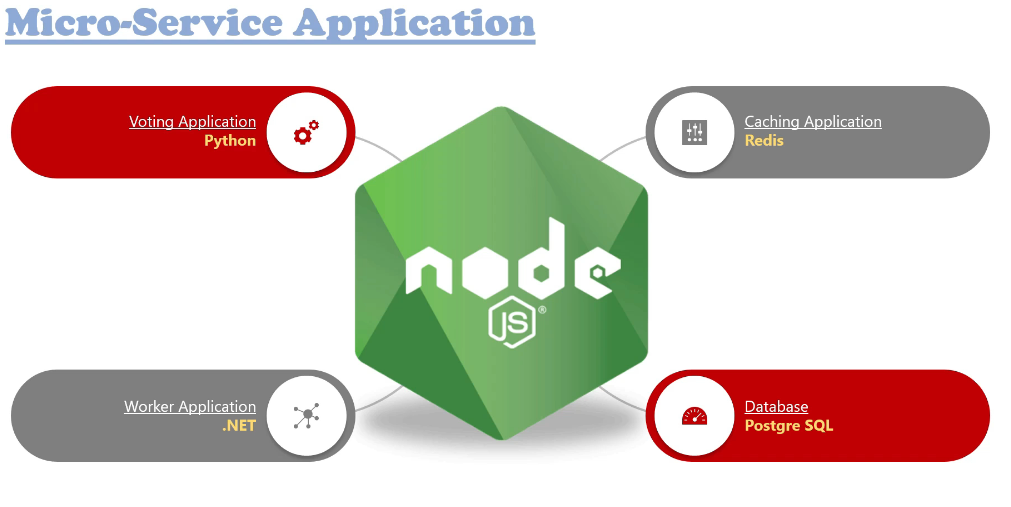 Micro-Service Application
Voting Application
Python
Caching Application
Redis
node
JS®
Worker Application
.NET
Database
Postgre SQL